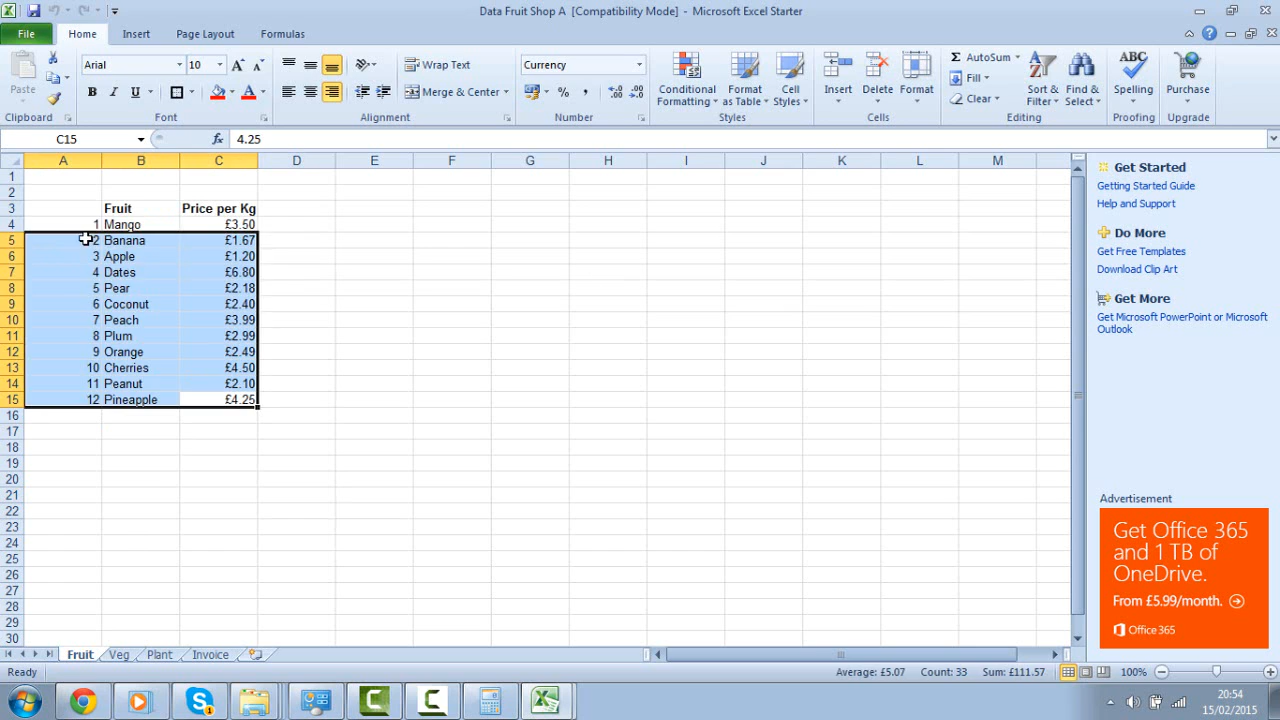 Data Fruit Shop A [Compatibility Mode] - Microsoft Excel Starter
File Home Insert Page Layout Formulas
Paste
Clipboard
Arial 10
B I U
Font
Wrap Text
Merge & Center
Alignment
Currency
% ,
Number
Conditional Formatting
Format as Table
Cell Styles
Styles
Insert Delete Format
Cells
Σ AutoSum
Fill
Clear
Sort & Filter
Find & Select
Editing
ABC
Spelling
Proofing
Purchase
Upgrade
C15 fx 4.25
A B C D E F G H I J K L M
1
2
3 Fruit Price per Kg
4 1 Mango £3.50
5 2 Banana £1.67
6 3 Apple £1.20
7 4 Dates £6.80
8 5 Pear £2.18
9 6 Coconut £2.40
10 7 Peach £3.99
11 8 Plum £2.99
12 9 Orange £2.49
13 10 Cherries £4.50
14 11 Peanut £2.10
15 12 Pineapple £4.25
16
17
18
19
20
21
22
23
24
25
26
27
28
29
30
Get Started
Getting Started Guide
Help and Support
Do More
Get Free Templates
Download Clip Art
Get More
Get Microsoft PowerPoint or Microsoft
Outlook
Advertisement
Get Office 365
and 1 TB of
OneDrive.
From £5.99/month.
Office 365
Fruit Veg Plant Invoice
Ready Average: £5.07 Count: 33 Sum: £111.57 100%
20:54
15/02/2015